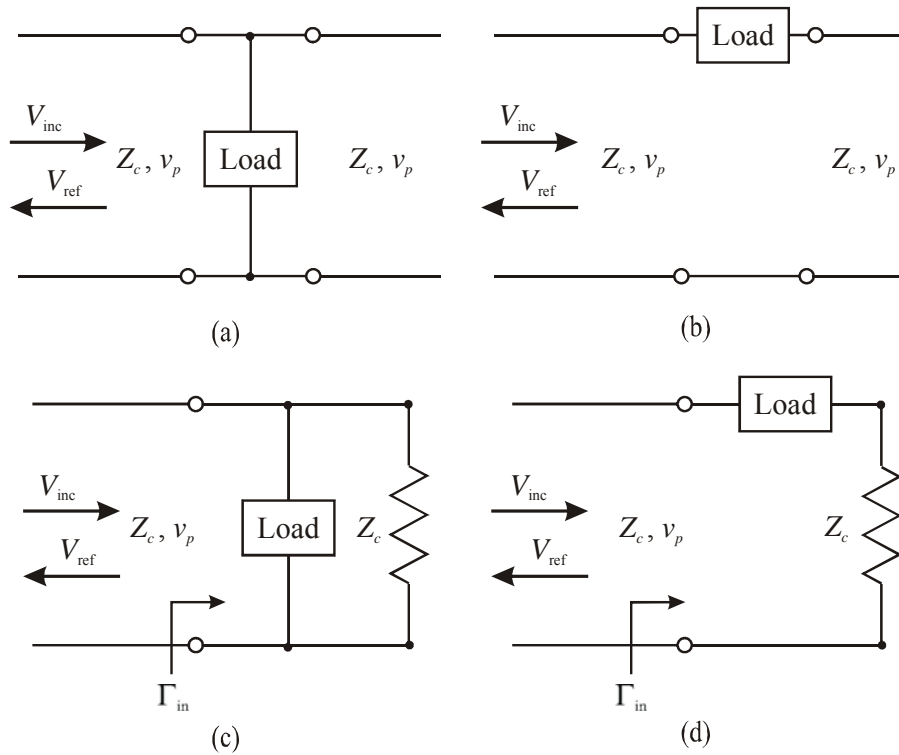 Load
V_inc
Z_c, v_p
Load
Z_c, v_p
V_ref
(a)
V_inc
Z_c, v_p
Z_c, v_p
V_ref
(b)
V_inc
Z_c, v_p
Load
Z_c
V_ref
Γ_in
(c)
Load
V_inc
Z_c, v_p
Z_c
V_ref
Γ_in
(d)